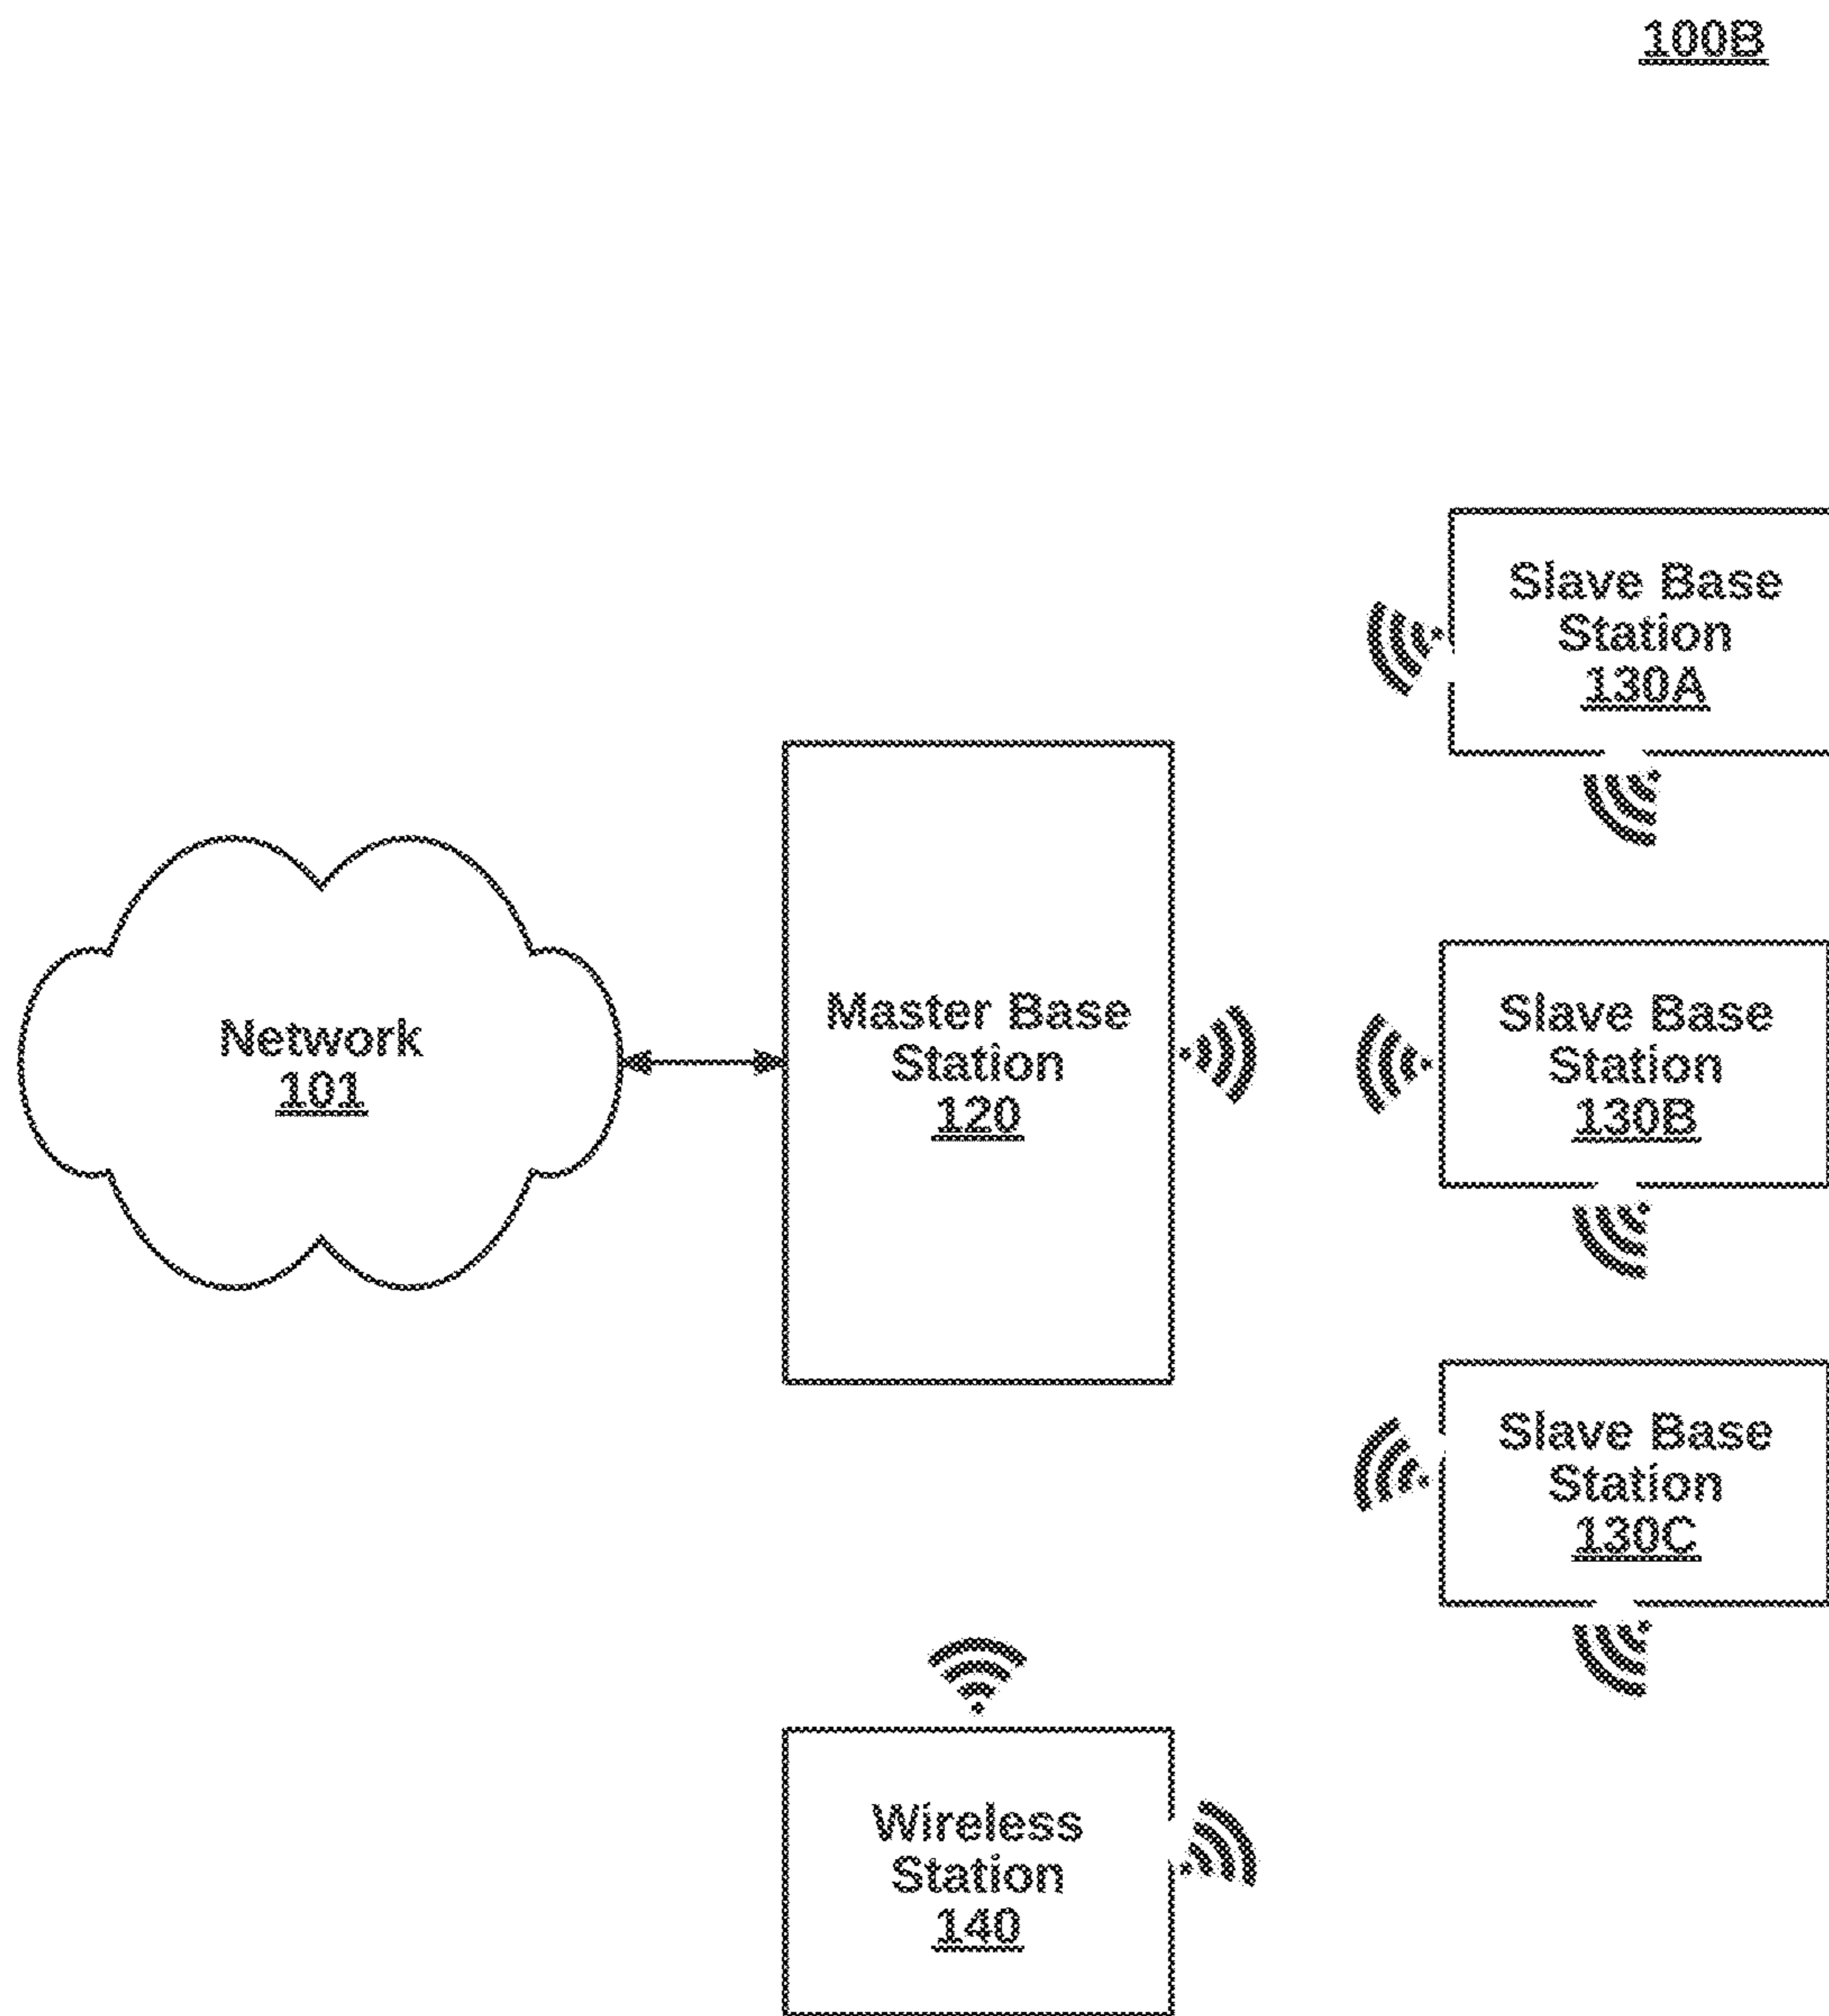 100B
Slave Base
Station
130A
Network
101
Master Base
Station
120
Slave Base
Station
130B
Slave Base
Station
130C
Wireless
Station
140